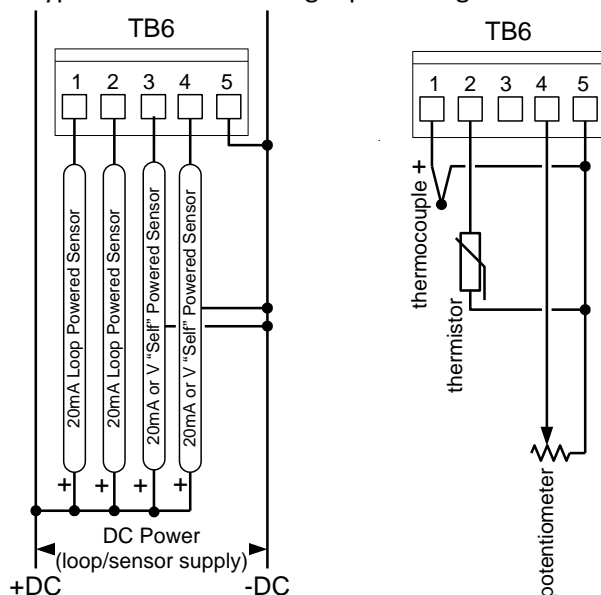 TB6
1 2 3 4 5
20mA Loop Powered Sensor
20mA Loop Powered Sensor
20mA or V “Self” Powered Sensor
20mA or V “Self” Powered Sensor
+ + + +
DC Power
(loop/sensor supply)
+DC -DC
TB6
1 2 3 4 5
thermocouple +
thermistor
potentiometer